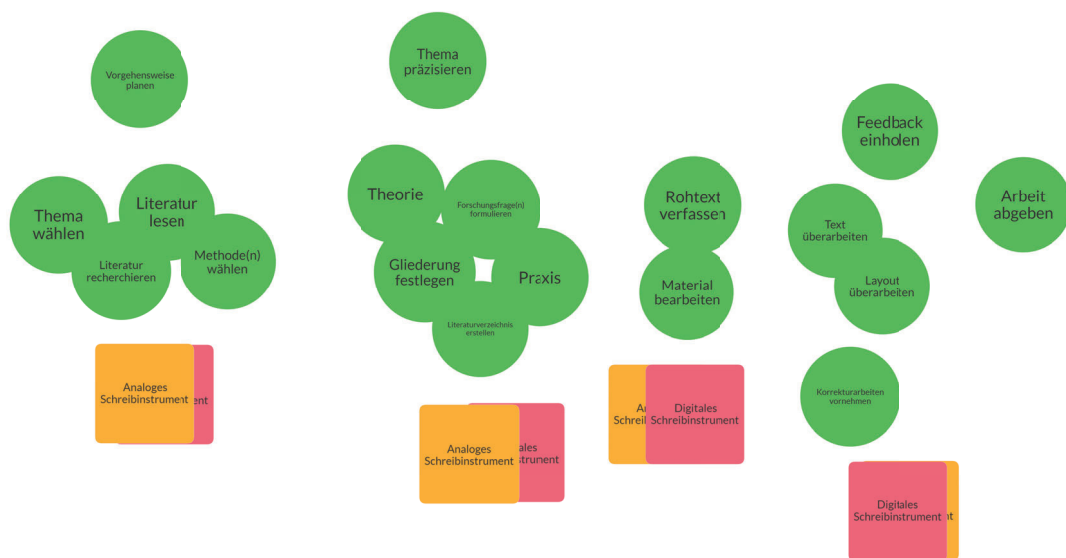 Vorgehensweise
planen
Thema
wählen
Literatur
lesen
Literatur
recherchieren
Methode(n)
wählen
Analoges
Schreibinstrument
Thema
präzisieren
Theorie
Forschungsfrage(n)
formulieren
Gliederung
festlegen
Praxis
Literaturverzeichnis
erstellen
Analoges
Schreibinstrument
Rohtext
verfassen
Material
bearbeiten
Digitales
Schreibinstrument
Feedback
einholen
Text
überarbeiten
Layout
überarbeiten
Korrekturarbeiten
vornehmen
Digitales
Schreibinstrument
Arbeit
abgeben